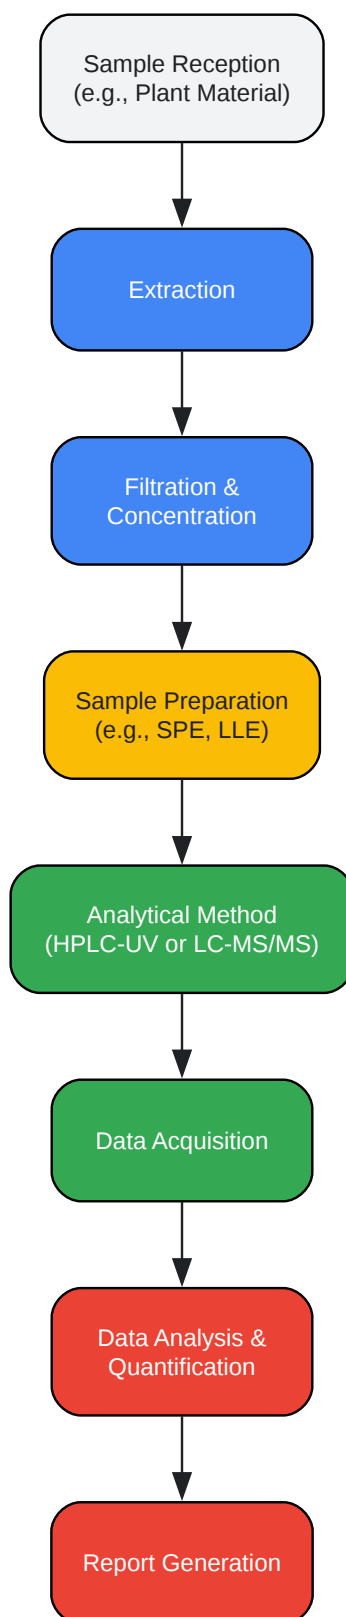 Sample Reception
(e.g., Plant Material)
Extraction
Filtration &
Concentration
Sample Preparation
(e.g., SPE, LLE)
Analytical Method
(HPLC-UV or LC-MS/MS)
Data Acquisition
Data Analysis &
Quantification
Report Generation